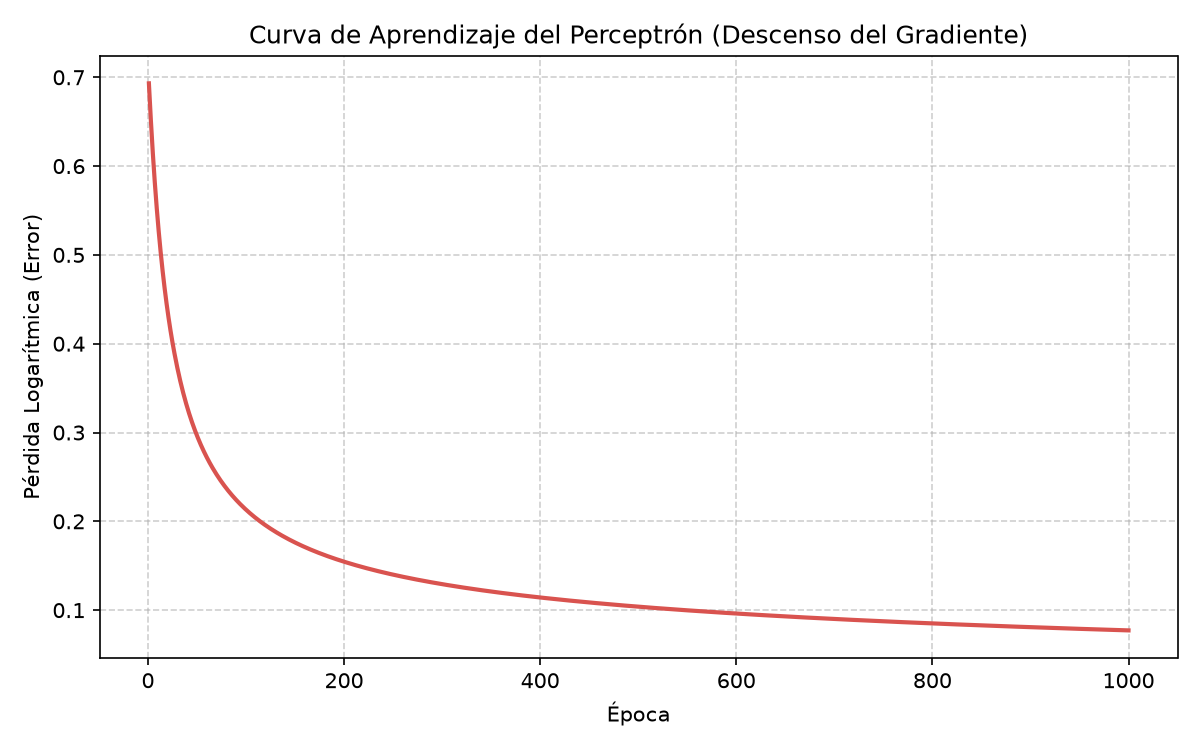 Curva de Aprendizaje del Perceptrón (Descenso del Gradiente)
Pérdida Logarítmica (Error)
0.7
0.6
0.5
0.4
0.3
0.2
0.1
0 200 400 600 800 1000
Época